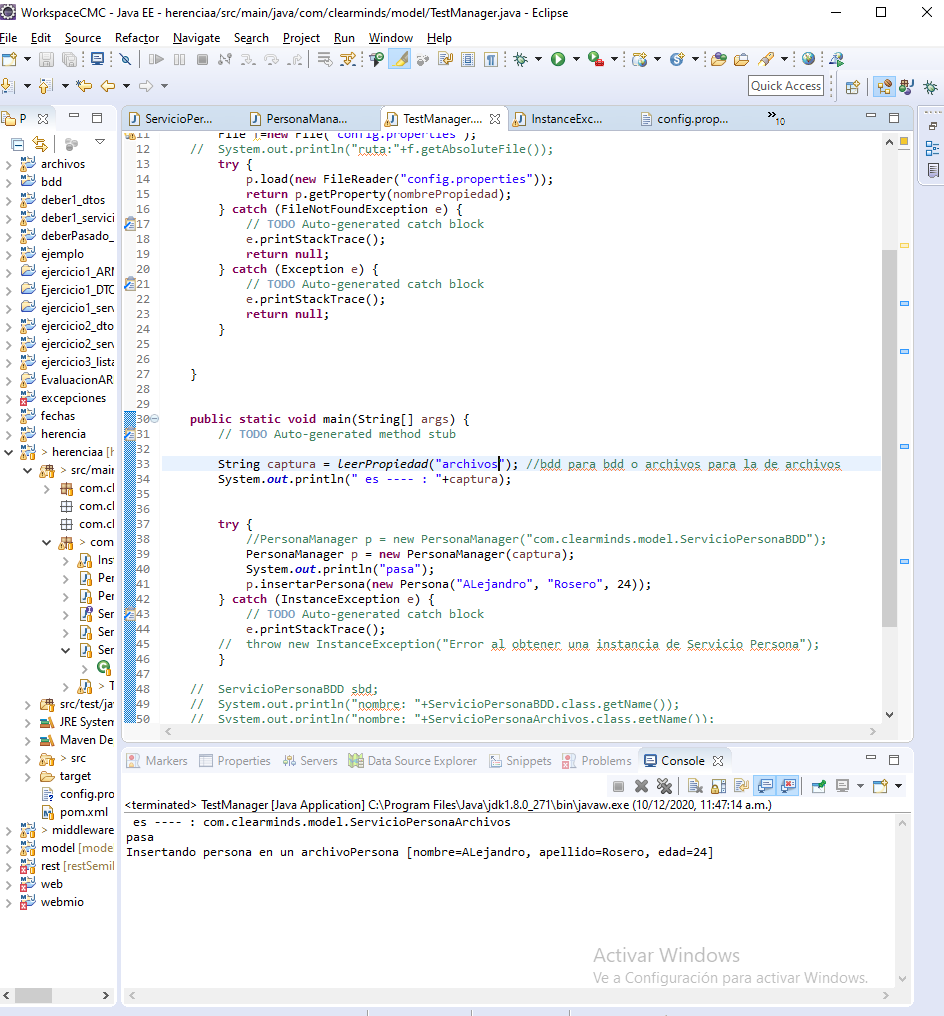 WorkspaceCMC - Java EE - herenciaa/src/main/java/com/clearminds/model/TestManager.java - Eclipse
File Edit Source Refactor Navigate Search Project Run Window Help
Quick Access
P
ServicioPer...
PersonaMana...
TestManager....
InstanceExc...
config.prop...
»10
archivos
bdd
deber1_dtos
deber1_servici
deberPasado_
ejemplo
ejercicio1_ARM
Ejercicio1_DTO
ejercicio1_serv
ejercicio2_dto
ejercicio2_serv
ejercicio3_lista
EvaluacionAR
excepciones
fechas
herencia
> herenciaa [h
> src/main
com.cl
com.cl
com.cl
> com
Ins
Per
Per
Ser
Ser
Ser
> T
src/test/ja
JRE System
Maven De
> src
target
config.pro
pom.xml
> middleware
model [mode
rest [restSemil
web
webmio
11 File f=new File("config.properties");
12 // System.out.println("ruta:"+f.getAbsoluteFile());
13 try {
14 p.load(new FileReader("config.properties"));
15 return p.getProperty(nombrePropiedad);
16 } catch (FileNotFoundException e) {
17 // TODO Auto-generated catch block
18 e.printStackTrace();
19 return null;
20 } catch (Exception e) {
21 // TODO Auto-generated catch block
22 e.printStackTrace();
23 return null;
24 }
25
26
27 }
28
29
30 public static void main(String[] args) {
31 // TODO Auto-generated method stub
32
33 String captura = leerPropiedad("archivos"); //bdd para bdd o archivos para la de archivos
34 System.out.println(" es ---- : "+captura);
35
36
37 try {
38 //PersonaManager p = new PersonaManager("com.clearminds.model.ServicioPersonaBDD");
39 PersonaManager p = new PersonaManager(captura);
40 System.out.println("pasa");
41 p.insertarPersona(new Persona("ALejandro", "Rosero", 24));
42 } catch (InstanceException e) {
43 // TODO Auto-generated catch block
44 e.printStackTrace();
45 // throw new InstanceException("Error al obtener una instancia de Servicio Persona");
46 }
47
48 // ServicioPersonaBDD sbd;
49 // System.out.println("nombre: "+ServicioPersonaBDD.class.getName());
50 // System.out.println("nombre: "+ServicioPersonaArchivos.class.getName());
Markers Properties Servers Data Source Explorer Snippets Problems Console
<terminated> TestManager [Java Application] C:\Program Files\Java\jdk1.8.0_271\bin\javaw.exe (10/12/2020, 11:47:14 a.m.)
es ---- : com.clearminds.model.ServicioPersonaArchivos
pasa
Insertando persona en un archivoPersona [nombre=ALejandro, apellido=Rosero, edad=24]
Activar Windows
Ve a Configuración para activar Windows.